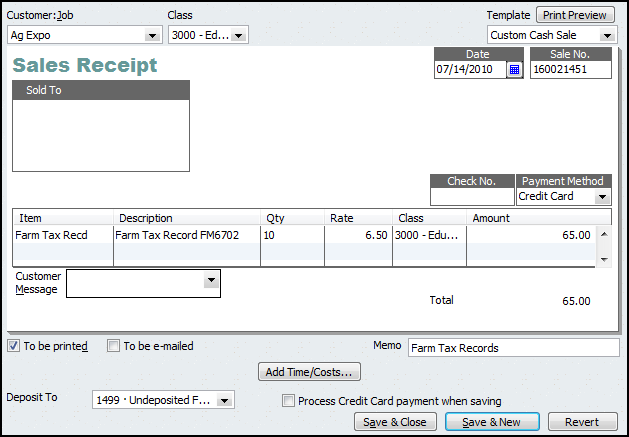 Customer:Job Class Template Print Preview
Ag Expo 3000 - Edu... Custom Cash Sale
Sales Receipt Date Sale No.
07/14/2010 160021451
Sold To
Check No. Payment Method
Credit Card
Item Description Qty Rate Class Amount
Farm Tax Recd Farm Tax Record FM6702 10 6.50 3000 - Edu... 65.00
Customer
Message
Total 65.00
To be printed To be e-mailed Memo Farm Tax Records
Add Time/Costs...
Deposit To 1499 · Undeposited F... Process Credit Card payment when saving
Save & Close Save & New Revert